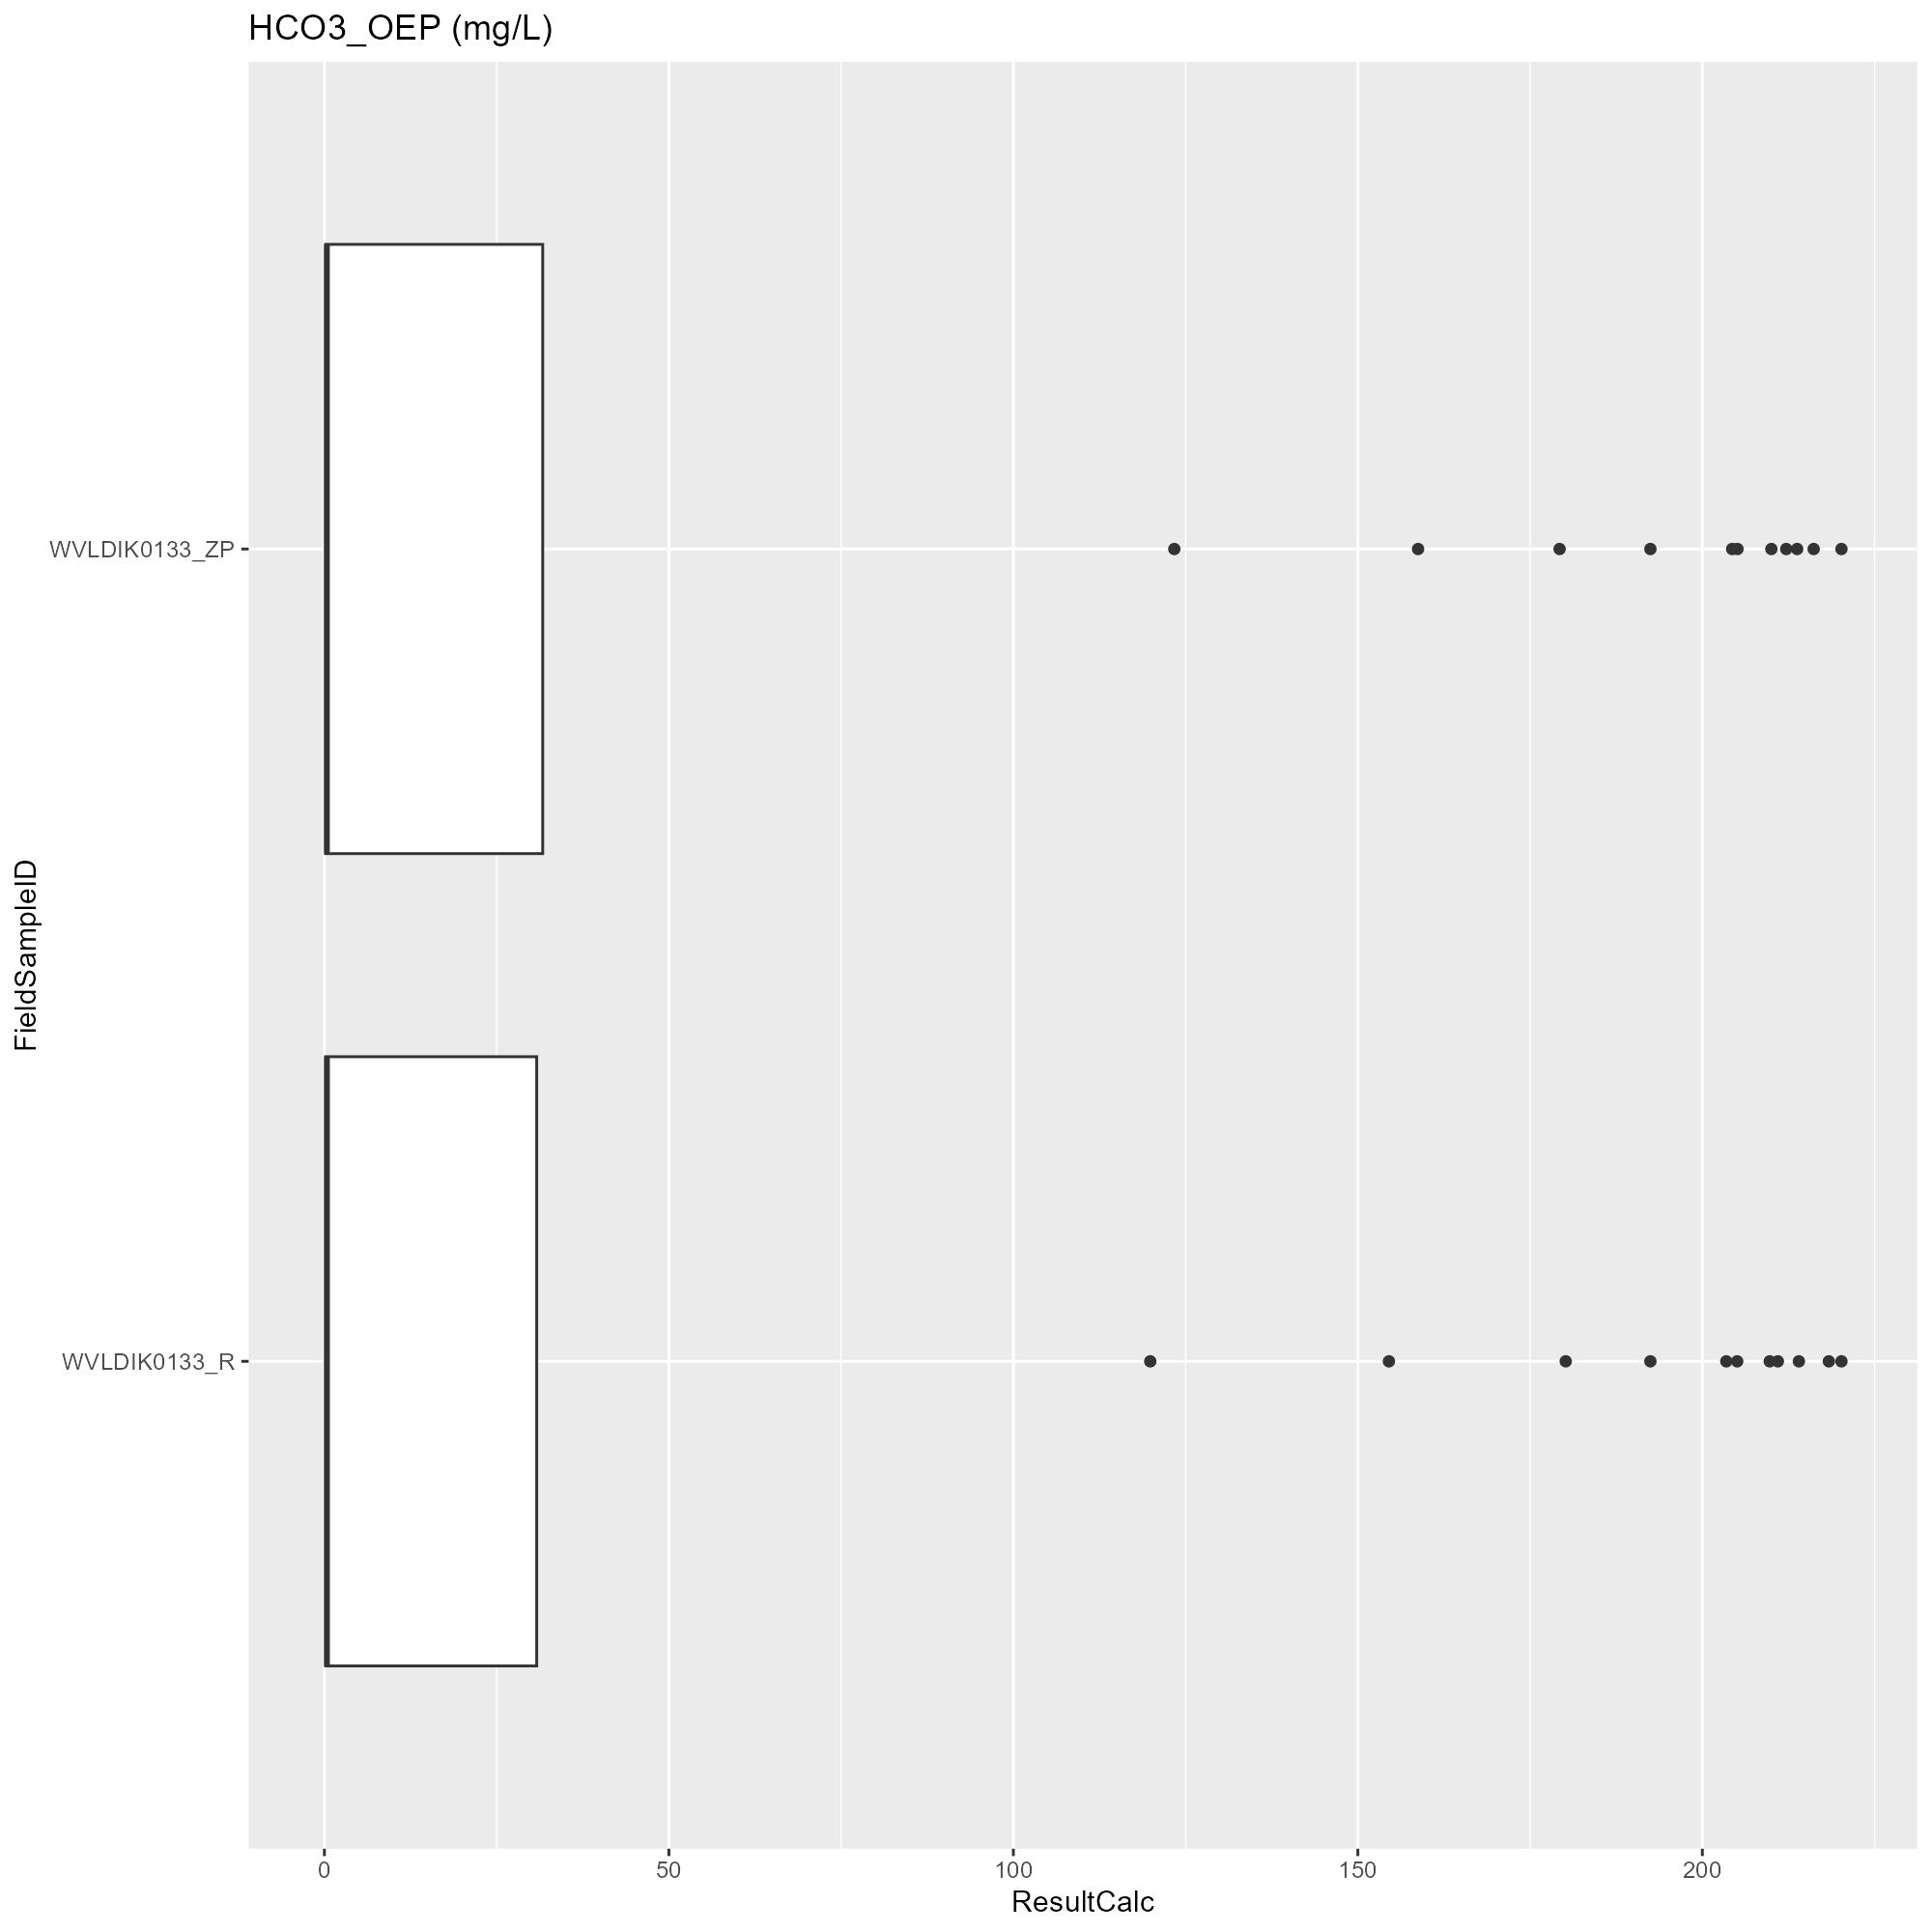 HCO3_OEP (mg/L)
FieldSampleID
WVLDIK0133_ZP
WVLDIK0133_R
0 50 100 150 200
ResultCalc